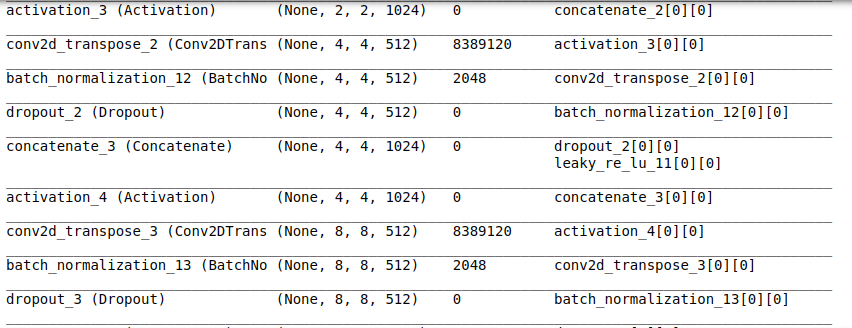 activation_3 (Activation) (None, 2, 2, 1024) 0 concatenate_2[0][0]
conv2d_transpose_2 (Conv2DTrans (None, 4, 4, 512) 8389120 activation_3[0][0]
batch_normalization_12 (BatchNo (None, 4, 4, 512) 2048 conv2d_transpose_2[0][0]
dropout_2 (Dropout) (None, 4, 4, 512) 0 batch_normalization_12[0][0]
concatenate_3 (Concatenate) (None, 4, 4, 1024) 0 dropout_2[0][0]
leaky_re_lu_11[0][0]
activation_4 (Activation) (None, 4, 4, 1024) 0 concatenate_3[0][0]
conv2d_transpose_3 (Conv2DTrans (None, 8, 8, 512) 8389120 activation_4[0][0]
batch_normalization_13 (BatchNo (None, 8, 8, 512) 2048 conv2d_transpose_3[0][0]
dropout_3 (Dropout) (None, 8, 8, 512) 0 batch_normalization_13[0][0]